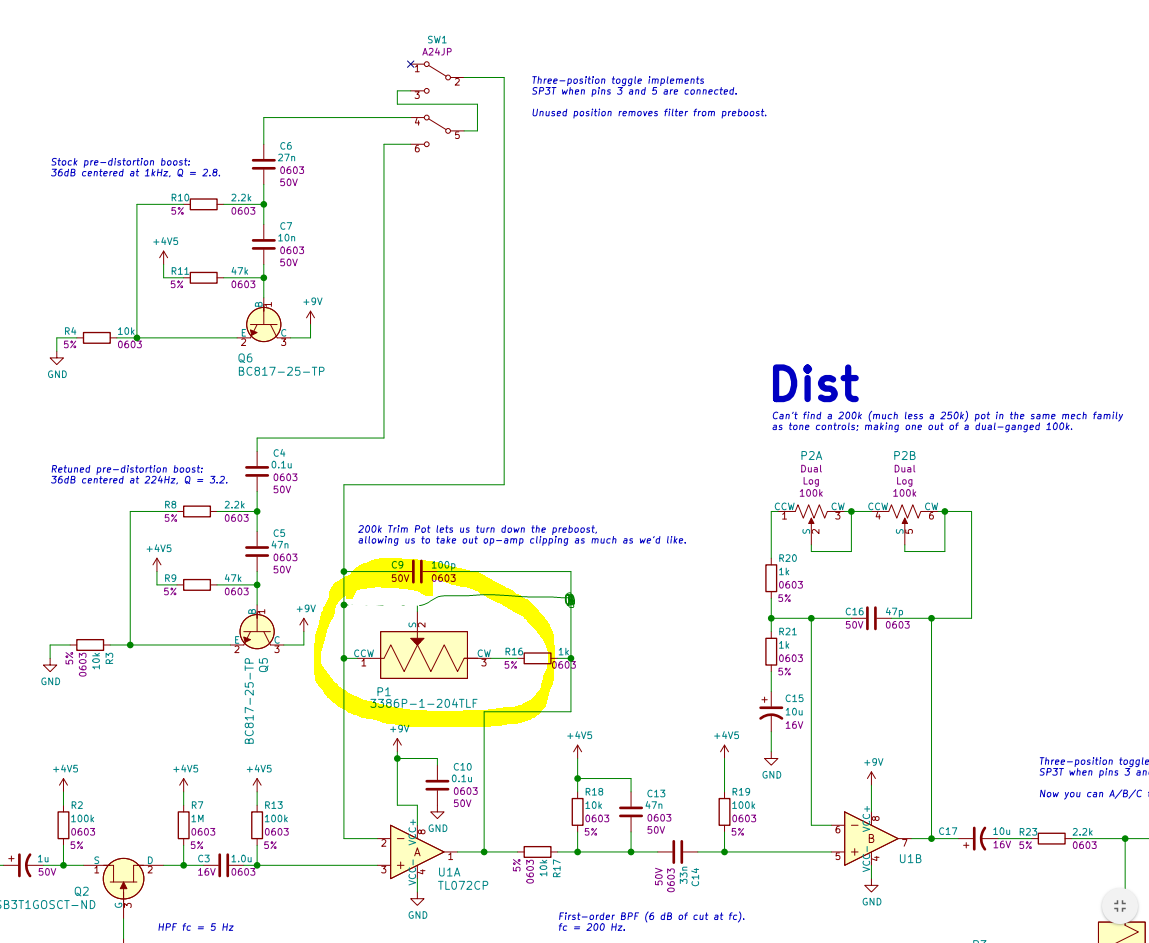 SW1
A24JP
1
2
3
4
5
6
Three-position toggle implements
SP3T when pins 3 and 5 are connected.
Unused position removes filter from preboost.
Stock pre-distortion boost:
36dB centered at 1kHz, Q = 2.8.
C6
27n
0603
50V
R10
2.2k
5%
0603
C7
10n
0603
50V
+4V5
R11
47k
5%
0603
+9V
B
1
E
2
C
3
R4
10k
5%
0603
GND
Q6
BC817-25-TP
Dist
Can't find a 200k (much less a 250k) pot in the same mech family
as tone controls; making one out of a dual-ganged 100k.
Retuned pre-distortion boost:
36dB centered at 224Hz, Q = 3.2.
C4
0.1u
0603
50V
R8
2.2k
5%
0603
C5
47n
0603
50V
+4V5
R9
47k
5%
0603
+9V
B
1
E
2
C
3
5%
0603
10k
R3
GND
BC817-25-TP
Q5
200k Trim Pot lets us turn down the preboost,
allowing us to take out op-amp clipping as much as we'd like.
C9
100p
50V
0603
S
2
CCW
1
CW
3
R16
1k
5%
0603
P1
3386P-1-204TLF
P2A
Dual
Log
100k
P2B
Dual
Log
100k
CCW
1
CW
3
S
2
CCW
4
CW
6
S
5
R20
1k
0603
5%
C16
47p
50V
0603
R21
1k
0603
5%
C15
10u
16V
GND
+9V
C10
0.1u
0603
50V
GND
+4V5
R2
100k
0603
5%
+4V5
R7
1M
0603
5%
+4V5
R13
100k
0603
5%
1u
50V
S
1
D
2
G
3
Q2
SB3T1GOSCT-ND
C3
1.0u
16V
0603
HPF fc = 5 Hz
2
3
VCC+
8
A
1
VCC-
4
U1A
TL072CP
GND
5%
0603
10k
R17
+4V5
R18
10k
0603
5%
C13
47n
0603
50V
50V
0603
33n
C14
First-order BPF (6 dB of cut at fc).
fc = 200 Hz.
+4V5
R19
100k
0603
5%
+9V
6
5
VCC+
8
B
7
VCC-
4
U1B
GND
C17
10u
16V
R23
2.2k
5%
0603
Three-position toggle
SP3T when pins 3 an
Now you can A/B/C